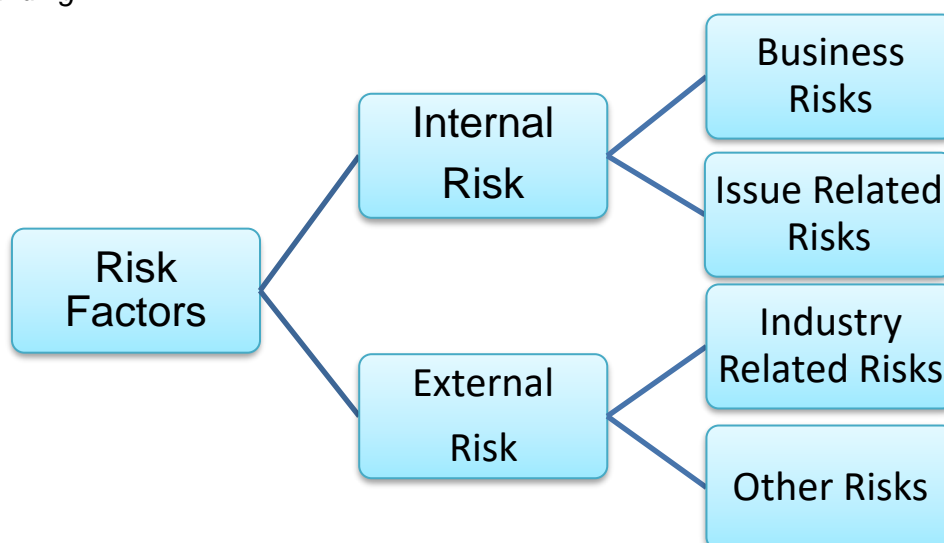 Business
Risks
Internal
Risk
Issue Related
Risks
Risk
Factors
Industry
Related Risks
External
Risk
Other Risks